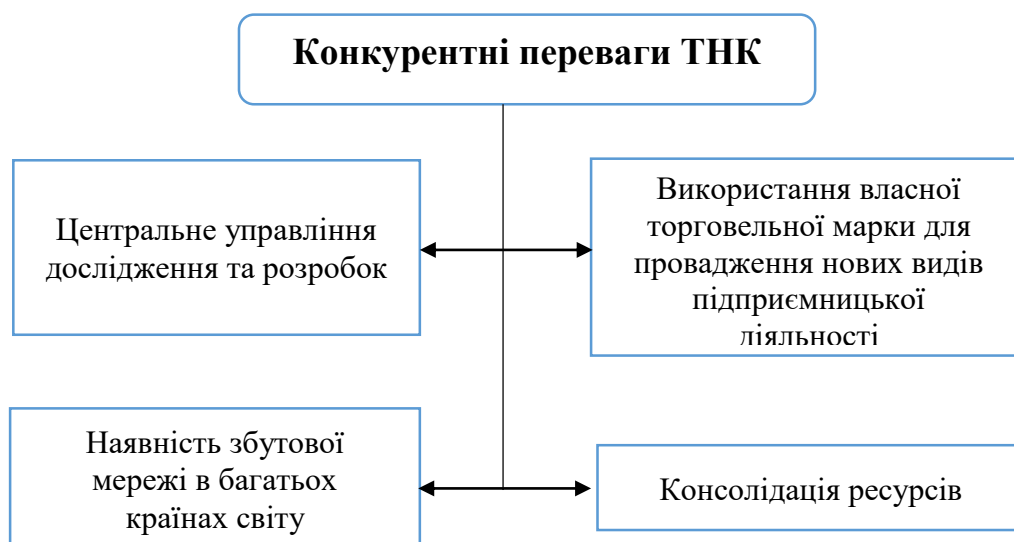 Конкурентні переваги ТНК
Центральне управління
дослідження та розробок
Використання власної
торговельної марки для
провадження нових видів
підприємницької
діяльності
Наявність збутової
мережі в багатьох
країнах світу
Консолідація ресурсів